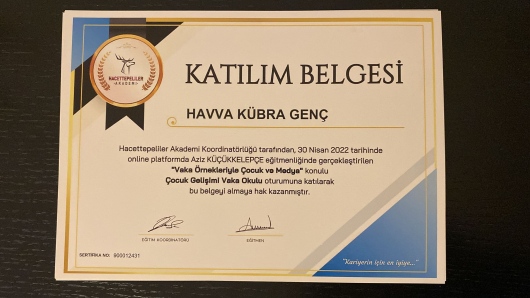 HACETTEPELİLER
AKADEMİ
KATILIM BELGESİ
HAVVA KÜBRA GENÇ
Hacettepeliler Akademi Koordinatörlüğü tarafından, 30 Nisan 2022 tarihinde
online platformda Aziz KÜÇÜKKELEPÇE eğitmenliğinde gerçekleştirilen
"Vaka Örnekleriyle Çocuk ve Medya" konulu
Çocuk Gelişimi Vaka Okulu oturumuna katılarak
bu belgeyi almaya hak kazanmıştır.
EĞİTİM KOORDİNATÖRÜ EĞİTMEN
SERTİFİKA NO: 900012431
"Kariyerin için en iyiye..."